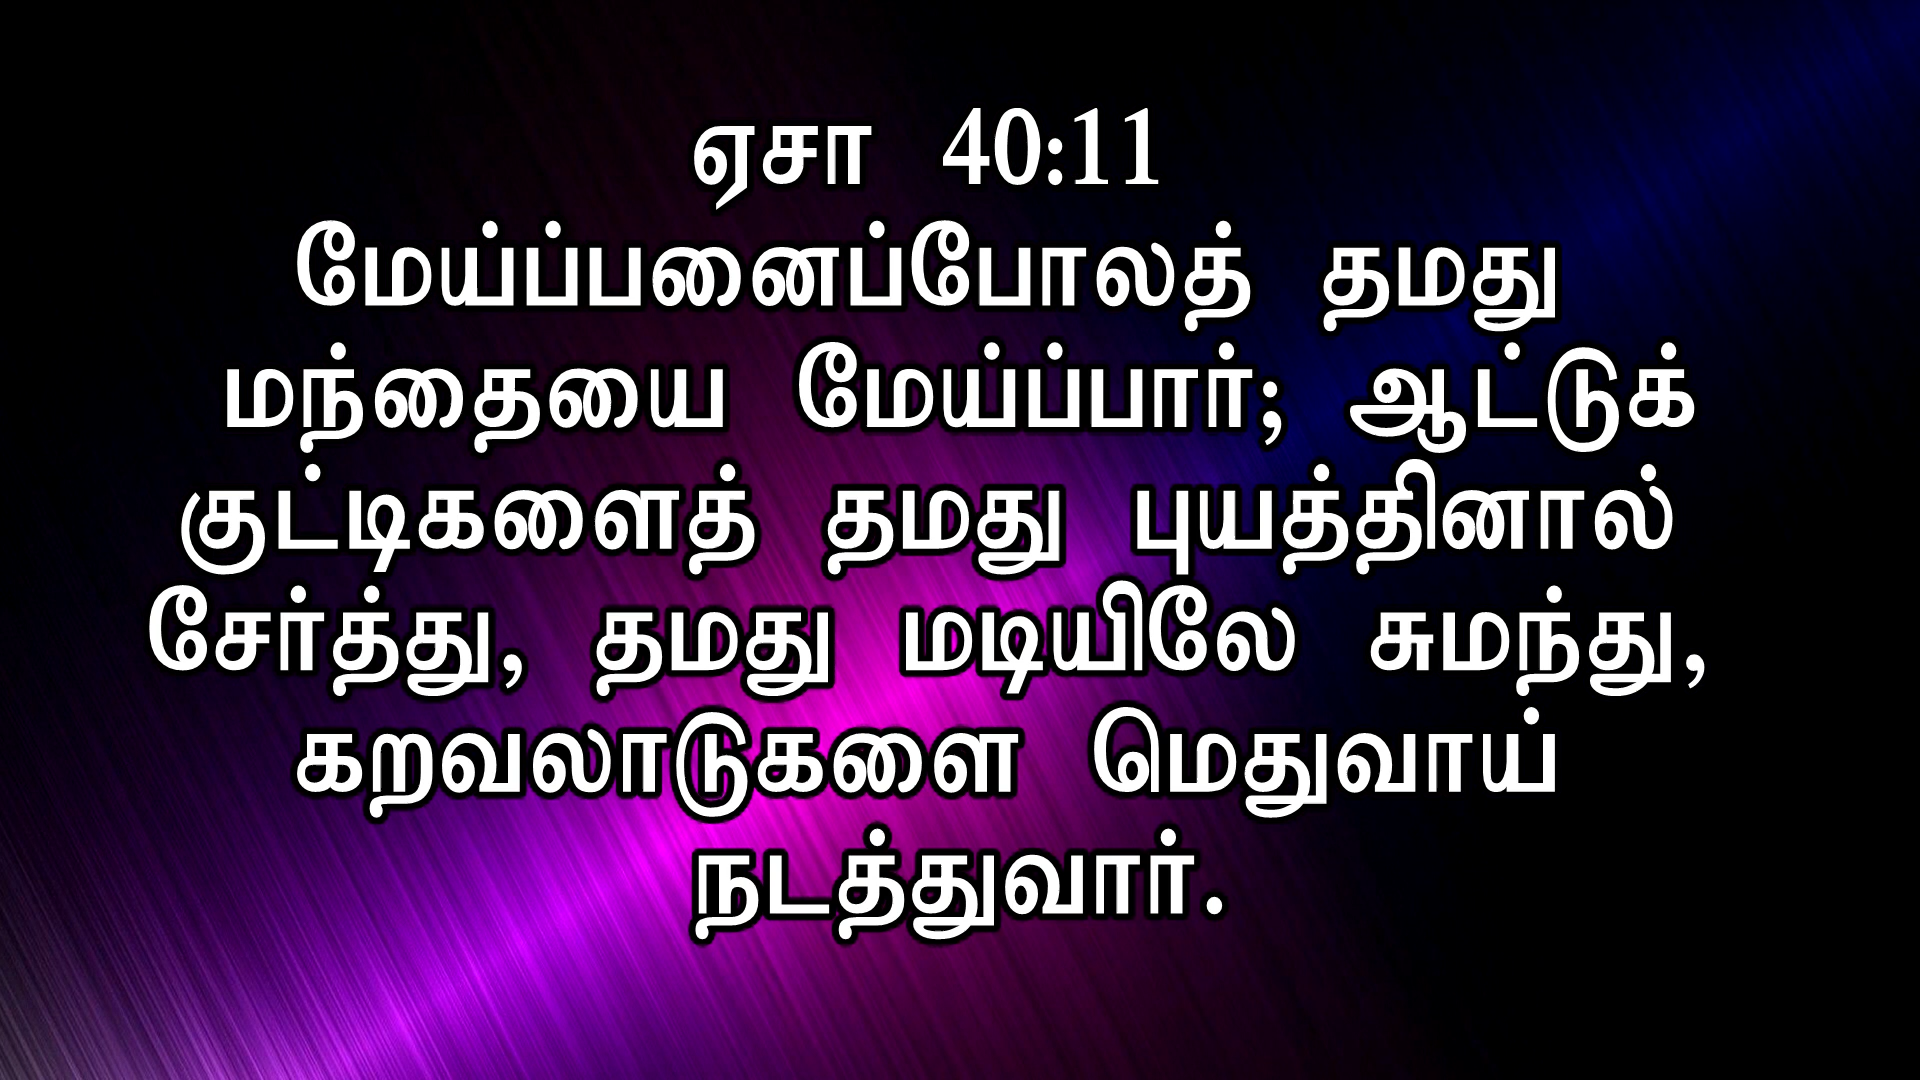 ஏசா 40:11
மேய்ப்பனைப்போலத் தமது
மந்தையை மேய்ப்பார்; ஆட்டுக்
குட்டிகளைத் தமது புயத்தினால்
சேர்த்து, தமது மடியிலே சுமந்து,
கறவலாடுகளை மெதுவாய்
நடத்துவார்.